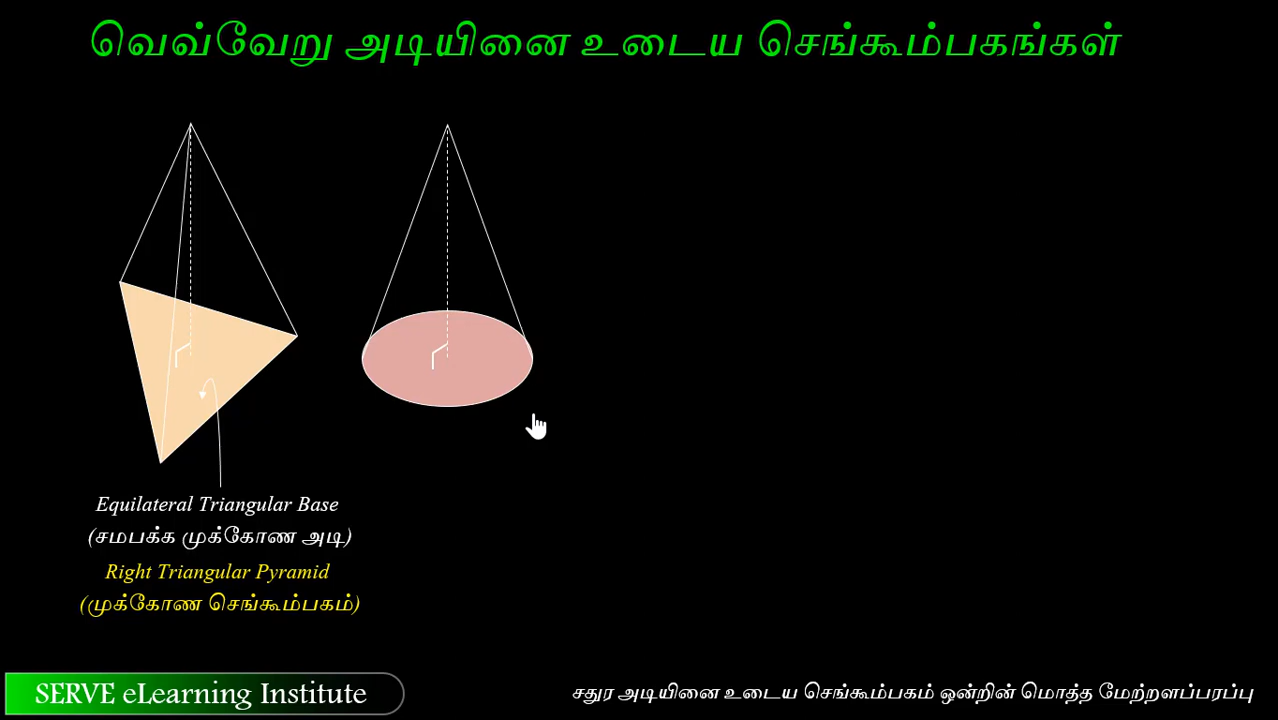 வெவ்வேறு அடியினை உடைய செங்கூம்பகங்கள்
Equilateral Triangular Base
(சமபக்க முக்கோண அடி)
Right Triangular Pyramid
(முக்கோண செங்கூம்பகம்)
SERVE eLearning Institute
சதுர அடியினை உடைய செங்கூம்பகம் ஒன்றின் மொத்த மேற்றளப்பரப்பு